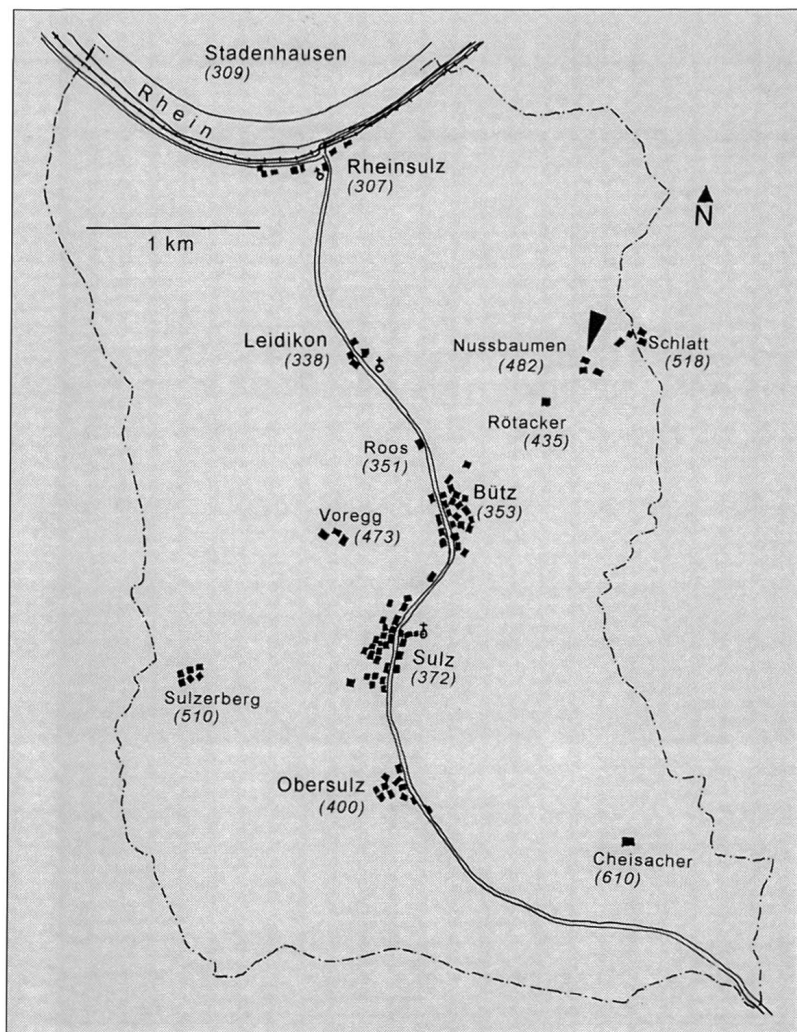 Stadenhausen
(309)
Rhein
Rheinsulz
(307)
N
1 km
Leidikon
(338)
Nussbaumen
(482)
Schlatt
(518)
Rötacker
(435)
Roos
(351)
Bütz
(353)
Voregg
(473)
Sulz
(372)
Sulzerberg
(510)
Obersulz
(400)
Cheisacher
(610)